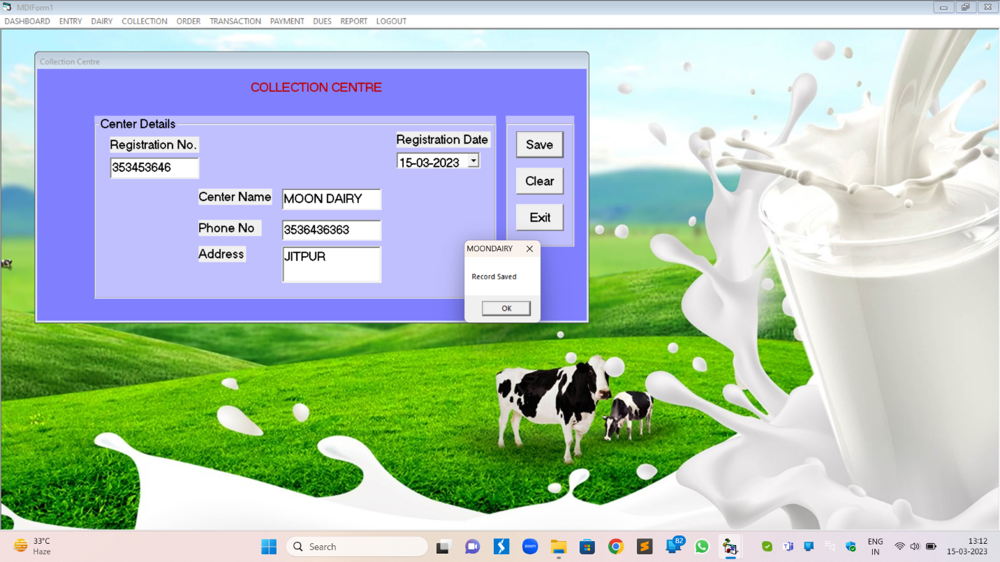 MDIForm1
DASHBOARD ENTRY DAIRY COLLECTION ORDER TRANSACTION PAYMENT DUES REPORT LOGOUT
Collection Centre
COLLECTION CENTRE
Center Details
Registration No.
353453646
Registration Date
15-03-2023
Center Name
MOON DAIRY
Phone No
3536436363
Address
JITPUR
Save
Clear
Exit
MOONDAIRY
Record Saved
OK
33°C
Haze
Search
zoom
82
ENG
IN
13:12
15-03-2023